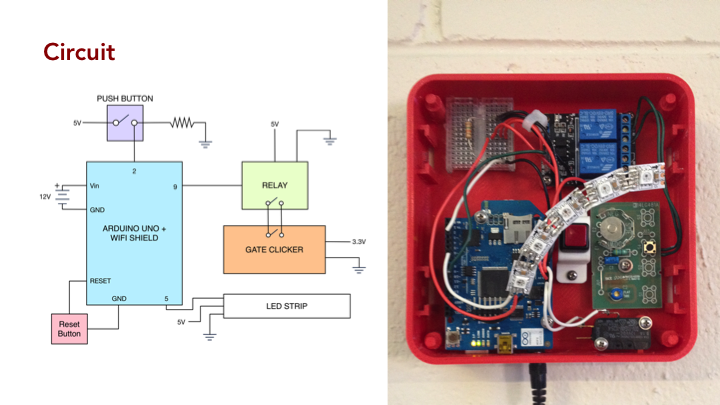 Circuit
PUSH BUTTON
5V
2
5V
Vin
9
+
12V
GND
RELAY
ARDUINO UNO +
WIFI SHIELD
GATE CLICKER
3.3V
RESET
GND
5
LED STRIP
5V
Reset
Button